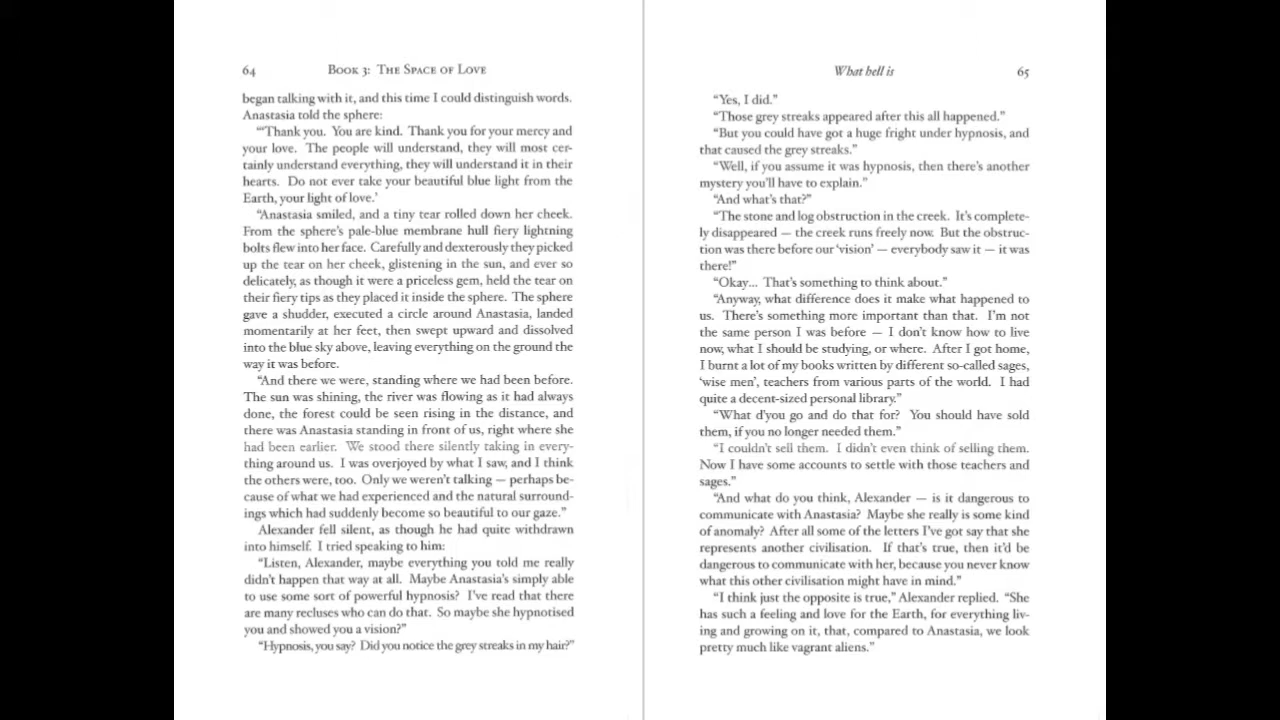 64 Book 3: The Space of Love
began talking with it, and this time I could distinguish words.
Anastasia told the sphere:
“‘Thank you. You are kind. Thank you for your mercy and
your love. The people will understand, they will most cer-
tainly understand everything, they will understand it in their
hearts. Do not ever take your beautiful blue light from the
Earth, your light of love.’
“Anastasia smiled, and a tiny tear rolled down her cheek.
From the sphere’s pale-blue membrane hull fiery lightning
bolts flew into her face. Carefully and dexterously they picked
up the tear on her cheek, glistening in the sun, and ever so
delicately, as though it were a priceless gem, held the tear on
their fiery tips as they placed it inside the sphere. The sphere
gave a shudder, executed a circle around Anastasia, landed
momentarily at her feet, then swept upward and dissolved
into the blue sky above, leaving everything on the ground the
way it was before.
“And there we were, standing where we had been before.
The sun was shining, the river was flowing as it had always
done, the forest could be seen rising in the distance, and
there was Anastasia standing in front of us, right where she
had been earlier. We stood there silently taking in every-
thing around us. I was overjoyed by what I saw, and I think
the others were, too. Only we weren’t talking — perhaps be-
cause of what we had experienced and the natural surround-
ings which had suddenly become so beautiful to our gaze.”
Alexander fell silent, as though he had quite withdrawn
into himself. I tried speaking to him:
“Listen, Alexander, maybe everything you told me really
didn’t happen that way at all. Maybe Anastasia’s simply able
to use some sort of powerful hypnosis? I’ve read that there
are many recluses who can do that. So maybe she hypnotised
you and showed you a vision?”
“Hypnosis, you say? Did you notice the grey streaks in my hair?”
What hell is 65
“Yes, I did.”
“Those grey streaks appeared after this all happened.”
“But you could have got a huge fright under hypnosis, and
that caused the grey streaks.”
“Well, if you assume it was hypnosis, then there’s another
mystery you’ll have to explain.”
“And what’s that?”
“The stone and log obstruction in the creek. It’s complete-
ly disappeared — the creek runs freely now. But the obstruc-
tion was there before our ‘vision’ — everybody saw it — it was
there!”
“Okay... That’s something to think about.”
“Anyway, what difference does it make what happened to
us. There’s something more important than that. I’m not
the same person I was before — I don’t know how to live
now, what I should be studying, or where. After I got home,
I burnt a lot of my books written by different so-called sages,
‘wise men’, teachers from various parts of the world. I had
quite a decent-sized personal library.”
“What d’you go and do that for? You should have sold
them, if you no longer needed them.”
“I couldn’t sell them. I didn’t even think of selling them.
Now I have some accounts to settle with those teachers and
sages.”
“And what do you think, Alexander — is it dangerous to
communicate with Anastasia? Maybe she really is some kind
of anomaly? After all some of the letters I’ve got say that she
represents another civilisation. If that’s true, then it’d be
dangerous to communicate with her, because you never know
what this other civilisation might have in mind.”
“I think just the opposite is true,” Alexander replied. “She
has such a feeling and love for the Earth, for everything liv-
ing and growing on it, that, compared to Anastasia, we look
pretty much like vagrant aliens.”